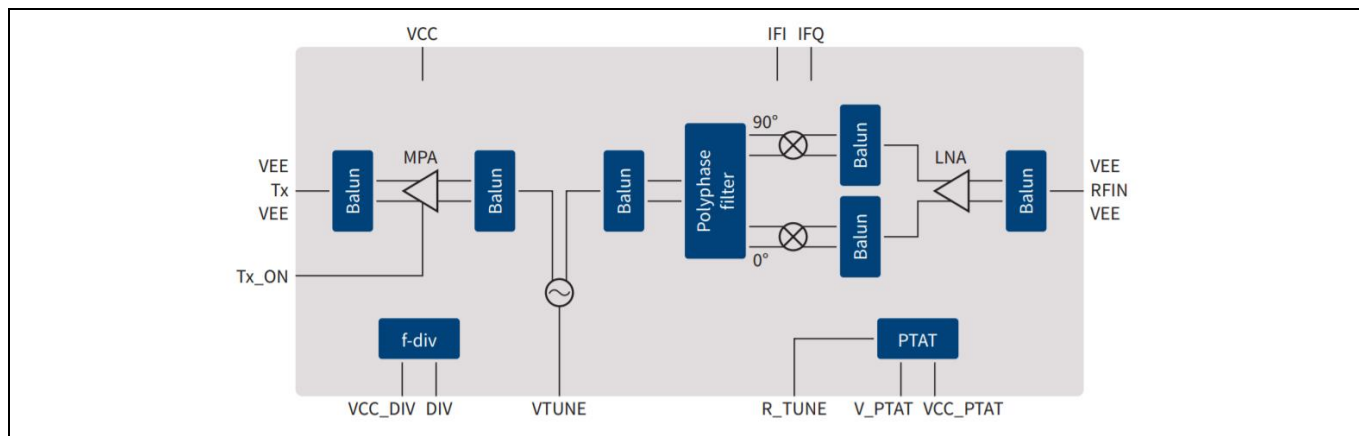 VCC
IFI IFQ
90°
MPA
LNA
VEE
Tx
VEE
Balun
Balun
Balun
Polyphase
filter
Balun
Balun
Balun
VEE
RFIN
VEE
0°
Tx_ON
f-div
PTAT
VCC_DIV DIV
VTUNE
R_TUNE
V_PTAT
VCC_PTAT